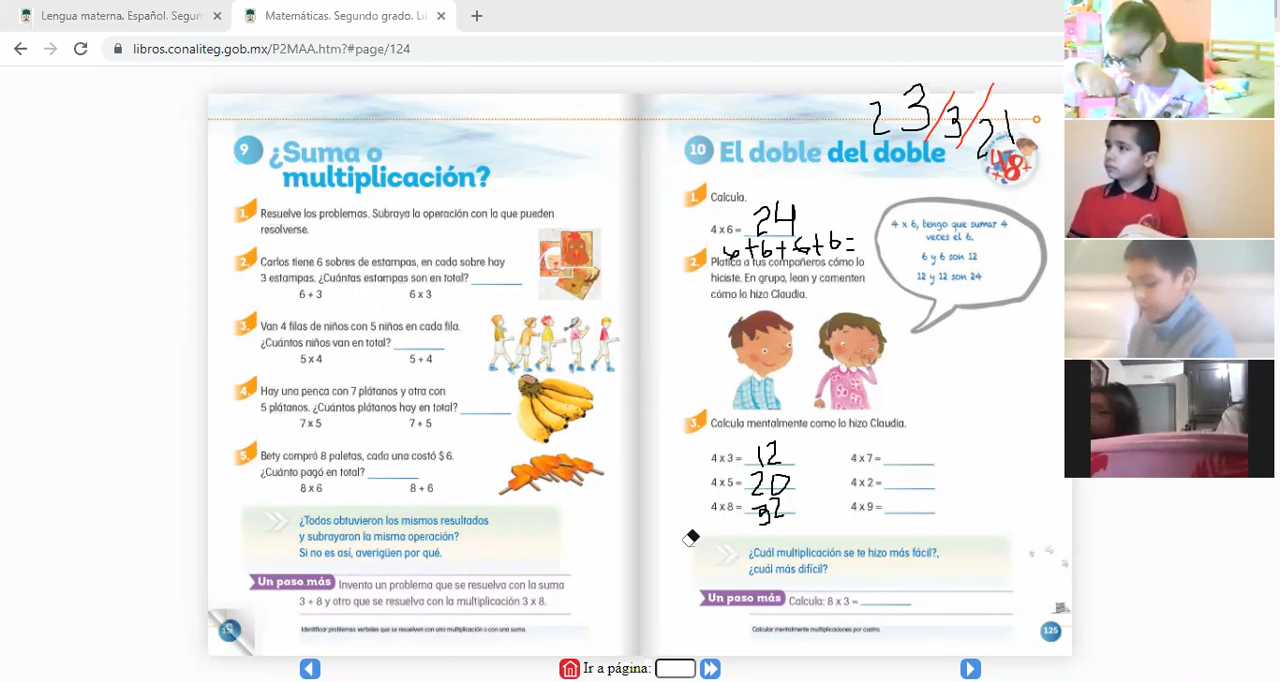 Lengua materna. Español. Segun
Matemáticas. Segundo grado. Li
libros.conaliteg.gob.mx/P2MAA.htm?#page/124
9
¿Suma o
multiplicación?
1.
Resuelve los problemas. Subraya la operación con la que pueden
resolverse.
2.
Carlos tiene 6 sobres de estampas, en cada sobre hay
3 estampas. ¿Cuántas estampas son en total?
6 + 3
6 x 3
3.
Van 4 filas de niños con 5 niños en cada fila.
¿Cuántos niños van en total?
5 x 4
5 + 4
4.
Hay una penca con 7 plátanos y otra con
5 plátanos. ¿Cuántos plátanos hay en total?
7 x 5
7 + 5
5.
Bety compró 8 paletas, cada una costó $ 6.
¿Cuánto pagó en total?
8 x 6
8 + 6
¿Todos obtuvieron los mismos resultados
y subrayaron la misma operación?
Si no es así, averigüen por qué.
Un paso más Inventa un problema que se resuelva con la suma
3 + 8 y otro que se resuelva con la multiplicación 3 x 8.
Identificar problemas verbales que se resuelven con una multiplicación o con una suma.
23/3/21
10
El doble del doble
48
1.
Calcula.
4 x 6 = 24
6+6+6+6=
2.
Platica a tus compañeros cómo lo
hiciste. En grupo, lean y comenten
cómo lo hizo Claudia.
4 x 6, tengo que sumar 4
veces el 6.
6 y 6 son 12
12 y 12 son 24
3.
Calcula mentalmente como lo hizo Claudia.
4 x 3 = 12
4 x 7 =
4 x 5 = 20
4 x 2 =
4 x 8 = 32
4 x 9 =
¿Cuál multiplicación se te hizo más fácil?,
¿cuál más difícil?
Un paso más Calcula: 8 x 3 =
Calcular mentalmente multiplicaciones por cuatro.
125
Ir a página: